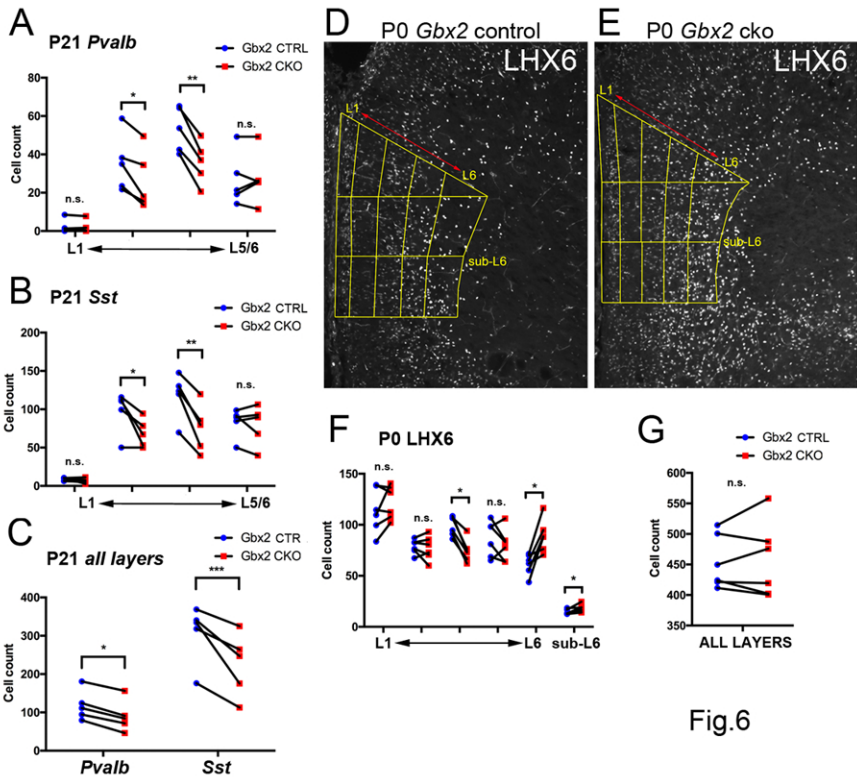 A
P21 Pvalb
Gbx2 CTRL
Gbx2 CKO
Cell count
60
40
20
0
n.s.
*
**
n.s.
L1
L5/6
B
P21 Sst
Gbx2 CTRL
Gbx2 CKO
Cell count
150
100
50
0
n.s.
*
**
n.s.
L1
L5/6
C
P21 all layers
Gbx2 CTR
Gbx2 CKO
Cell count
400
300
200
100
0
*
***
Pvalb
Sst
D
P0 Gbx2 control
LHX6
L1
L6
sub-L6
E
P0 Gbx2 cko
LHX6
L1
L6
sub-L6
F
P0 LHX6
Cell count
150
100
50
0
n.s.
n.s.
*
n.s.
*
*
L1
L6
sub-L6
G
Gbx2 CTRL
Gbx2 CKO
Cell count
500
450
400
350
n.s.
ALL LAYERS
Fig.6